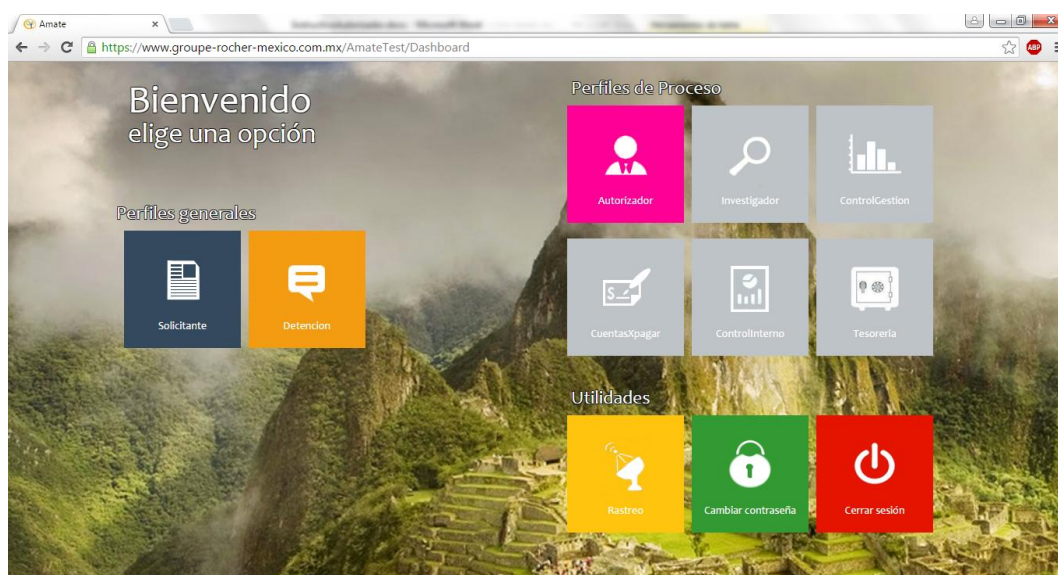 Amate
https://www.groupe-rocher-mexico.com.mx/AmateTest/Dashboard
ABP
Bienvenido
elige una opción
Perfiles generales
Solicitante
Detencion
Perfiles de Proceso
Autorizador
Investigador
ControlGestion
CuentasXpagar
ControlInterno
Tesoreria
Utilidades
Rastreo
Cambiar contraseña
Cerrar sesión